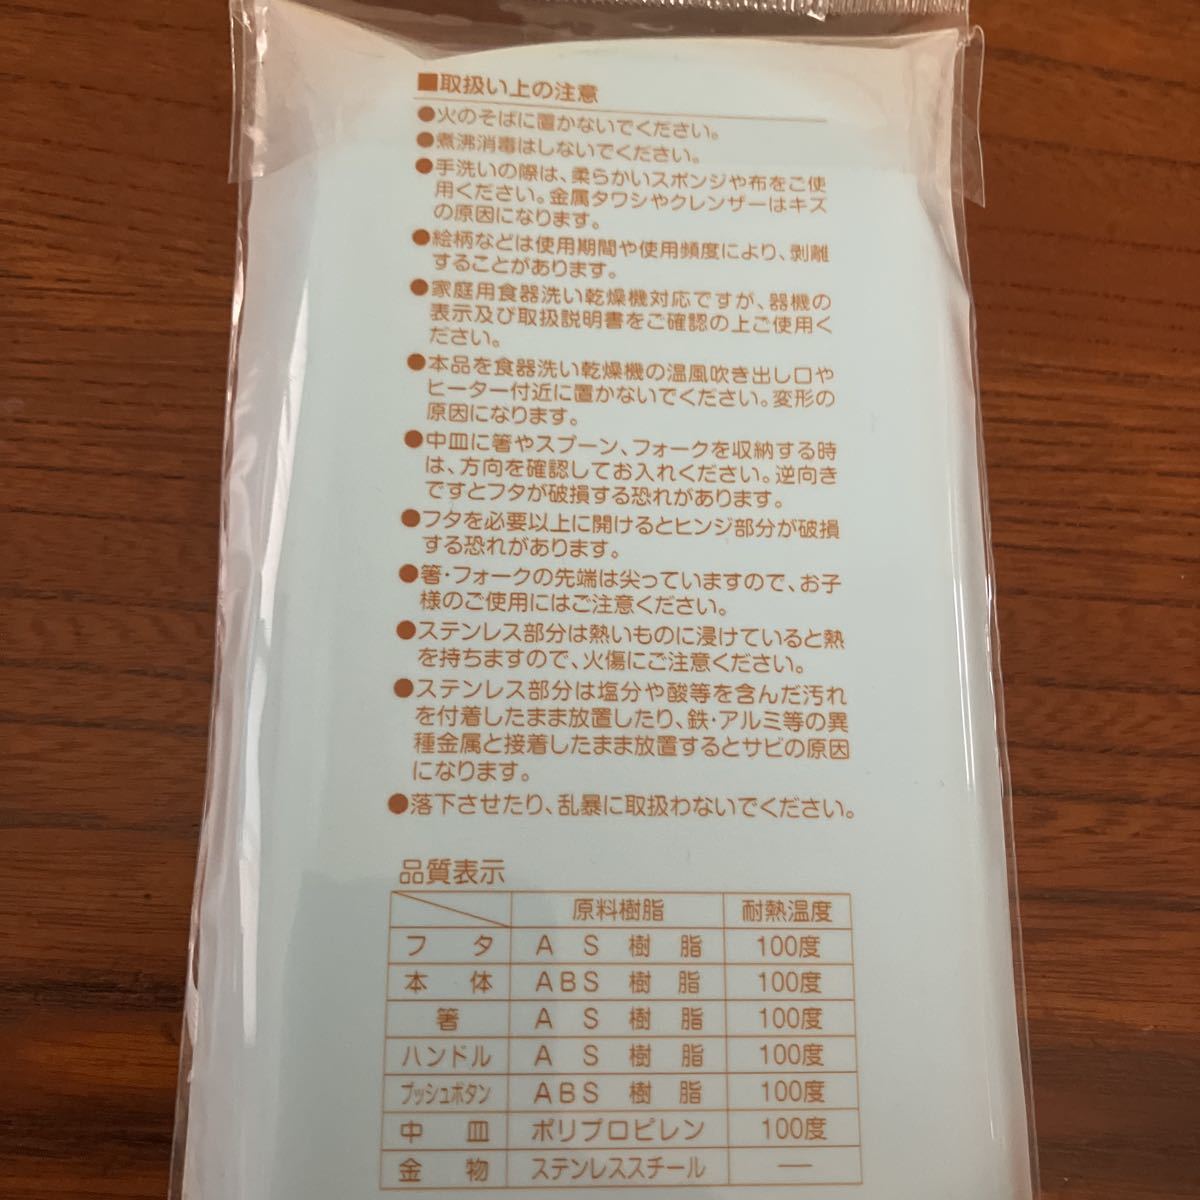 ■取扱い上の注意
●火のそばに置かないでください。
●煮沸消毒はしないでください。
●手洗いの際は、柔らかいスポンジや布をご使
用ください。金属タワシやクレンザーはキズ
の原因になります。
●絵柄などは使用期間や使用頻度により、剥離
することがあります。
●家庭用食器洗い乾燥機対応ですが、器機の
表示及び取扱説明書をご確認の上ご使用く
ださい。
●本品を食器洗い乾燥機の温風吹き出し口や
ヒーター付近に置かないでください。変形の
原因になります。
●中皿に箸やスプーン、フォークを収納する時
は、方向を確認してお入れください。逆向き
ですとフタが破損する恐れがあります。
●フタを必要以上に開けるとヒンジ部分が破損
する恐れがあります。
●箸・フォークの先端は尖っていますので、お子
様のご使用にはご注意ください。
●ステンレス部分は熱いものに浸けていると熱
を持ちますので、火傷にご注意ください。
●ステンレス部分は塩分や酸等を含んだ汚れ
を付着したまま放置したり、鉄・アルミ等の異
種金属と接着したまま放置するとサビの原因
になります。
●落下させたり、乱暴に取扱わないでください。
品質表示
原料樹脂 耐熱温度
フタ AS樹脂 100度
本体 ABS樹脂 100度
箸 AS樹脂 100度
ハンドル AS樹脂 100度
プッシュボタン ABS樹脂 100度
中皿 ポリプロピレン 100度
金物 ステンレススチール ―